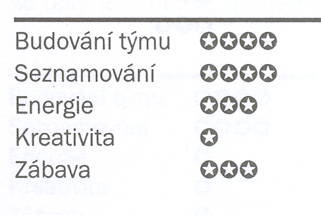 Budování týmu ✪✪✪✪
Seznamování ✪✪✪✪
Energie ✪✪✪
Kreativita ✪
Zábava ✪✪✪